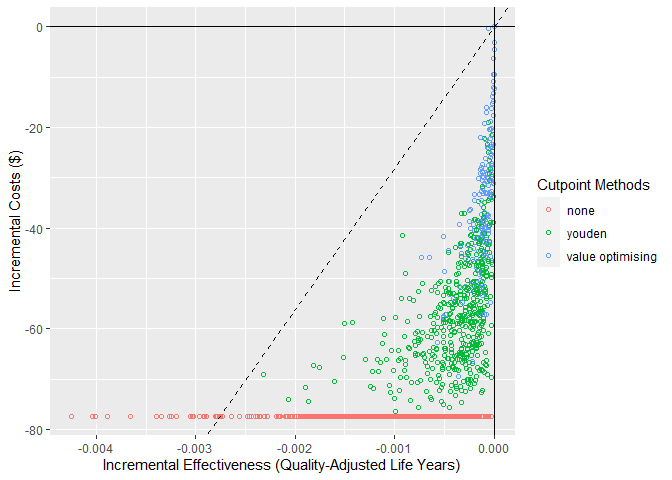 0
-20
-40
-60
-80
Incremental Costs ($)
-0.004
-0.003
-0.002
-0.001
0.000
Incremental Effectiveness (Quality-Adjusted Life Years)
Cutpoint Methods
none
youden
value optimising